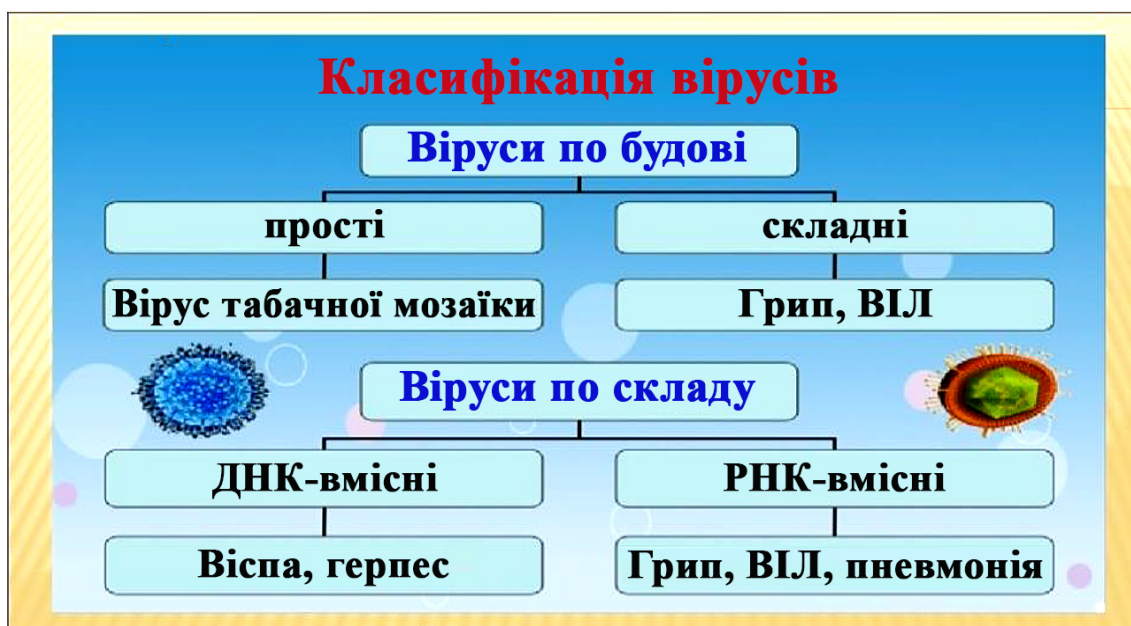 Класифікація вірусів
Віруси по будові
прості
складні
Вірус табачної мозаїки
Грип, ВІЛ
Віруси по складу
ДНК-вмісні
РНК-вмісні
Віспа, герпес
Грип, ВІЛ, пневмонія